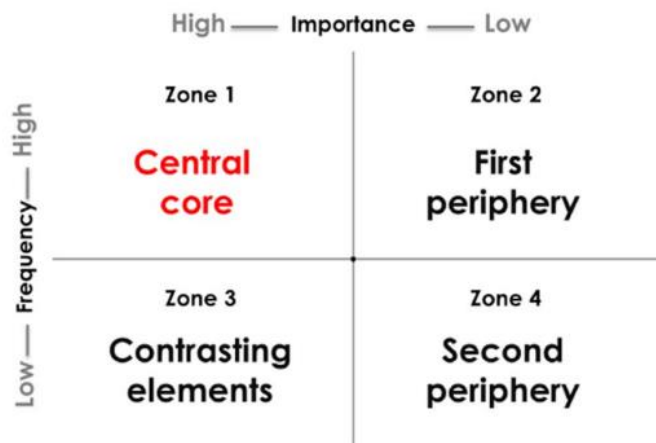 High — Importance — Low
Low — Frequency — High
Zone 1
Central
core
Zone 2
First
periphery
Zone 3
Contrasting
elements
Zone 4
Second
periphery